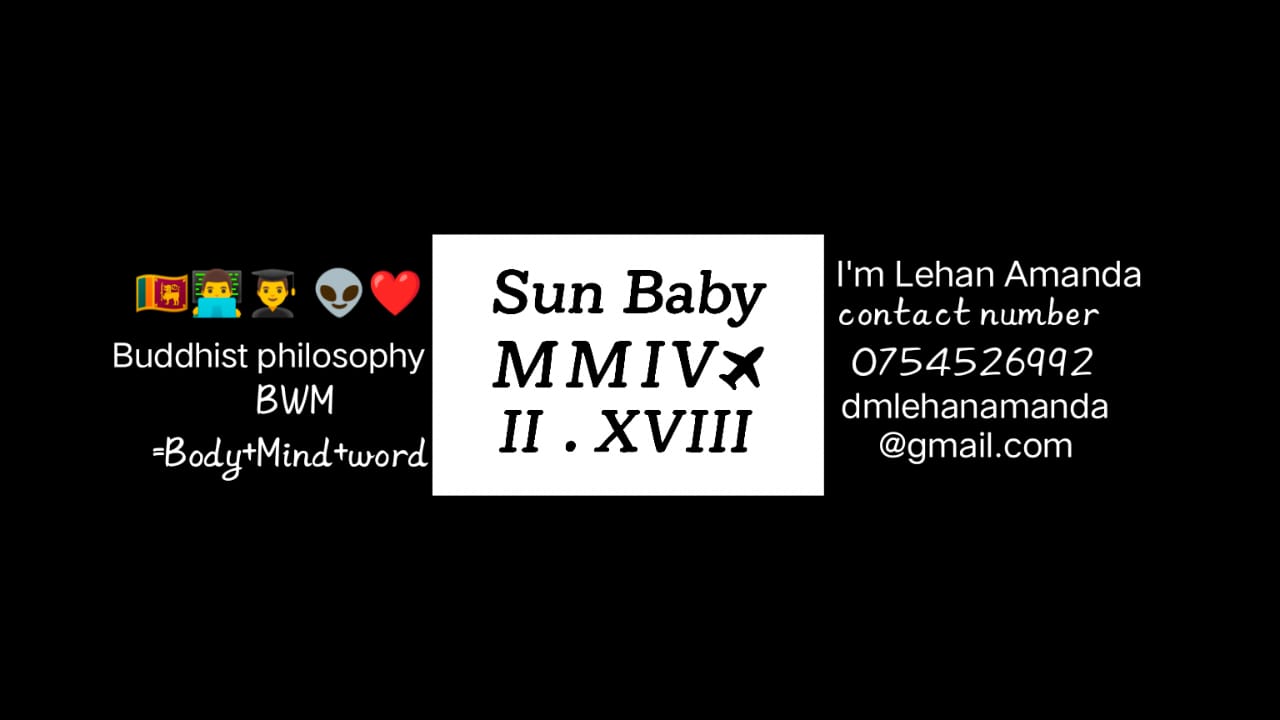 🇱🇰👨‍💻👨‍🎓 👽❤️
Buddhist philosophy
BWM
=Body+Mind+word
Sun Baby
MMIV✈
II . XVIII
I'm Lehan Amanda
contact number
0754526992
dmlehanamanda
@gmail.com